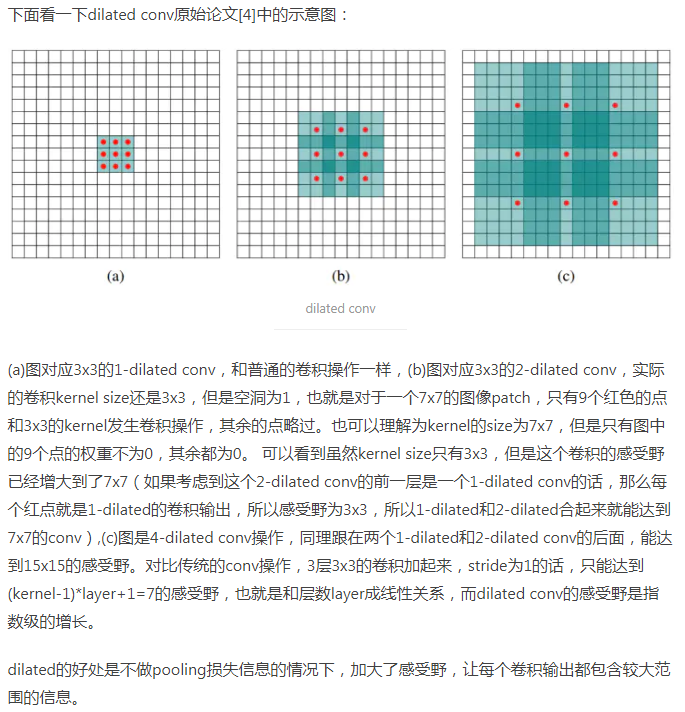 下面看一下dilated conv原始论文[4]中的示意图：
(a)
(b)
(c)
dilated conv
(a)图对应3x3的1-dilated conv，和普通的卷积操作一样，(b)图对应3x3的2-dilated conv，实际
的卷积kernel size还是3x3，但是空洞为1，也就是对于一个7x7的图像patch，只有9个红色的点
和3x3的kernel发生卷积操作，其余的点略过。也可以理解为kernel的size为7x7，但是只有图中
的9个点的权重不为0，其余都为0。 可以看到虽然kernel size只有3x3，但是这个卷积的感受野
已经增大到了7x7（如果考虑到这个2-dilated conv的前一层是一个1-dilated conv的话，那么每
个红点就是1-dilated的卷积输出，所以感受野为3x3，所以1-dilated和2-dilated合起来就能达到
7x7的conv）,(c)图是4-dilated conv操作，同理跟在两个1-dilated和2-dilated conv的后面，能达
到15x15的感受野。对比传统的conv操作，3层3x3的卷积加起来，stride为1的话，只能达到
(kernel-1)*layer+1=7的感受野，也就是和层数layer成线性关系，而dilated conv的感受野是指
数级的增长。
dilated的好处是不做pooling损失信息的情况下，加大了感受野，让每个卷积输出都包含较大范
围的信息。